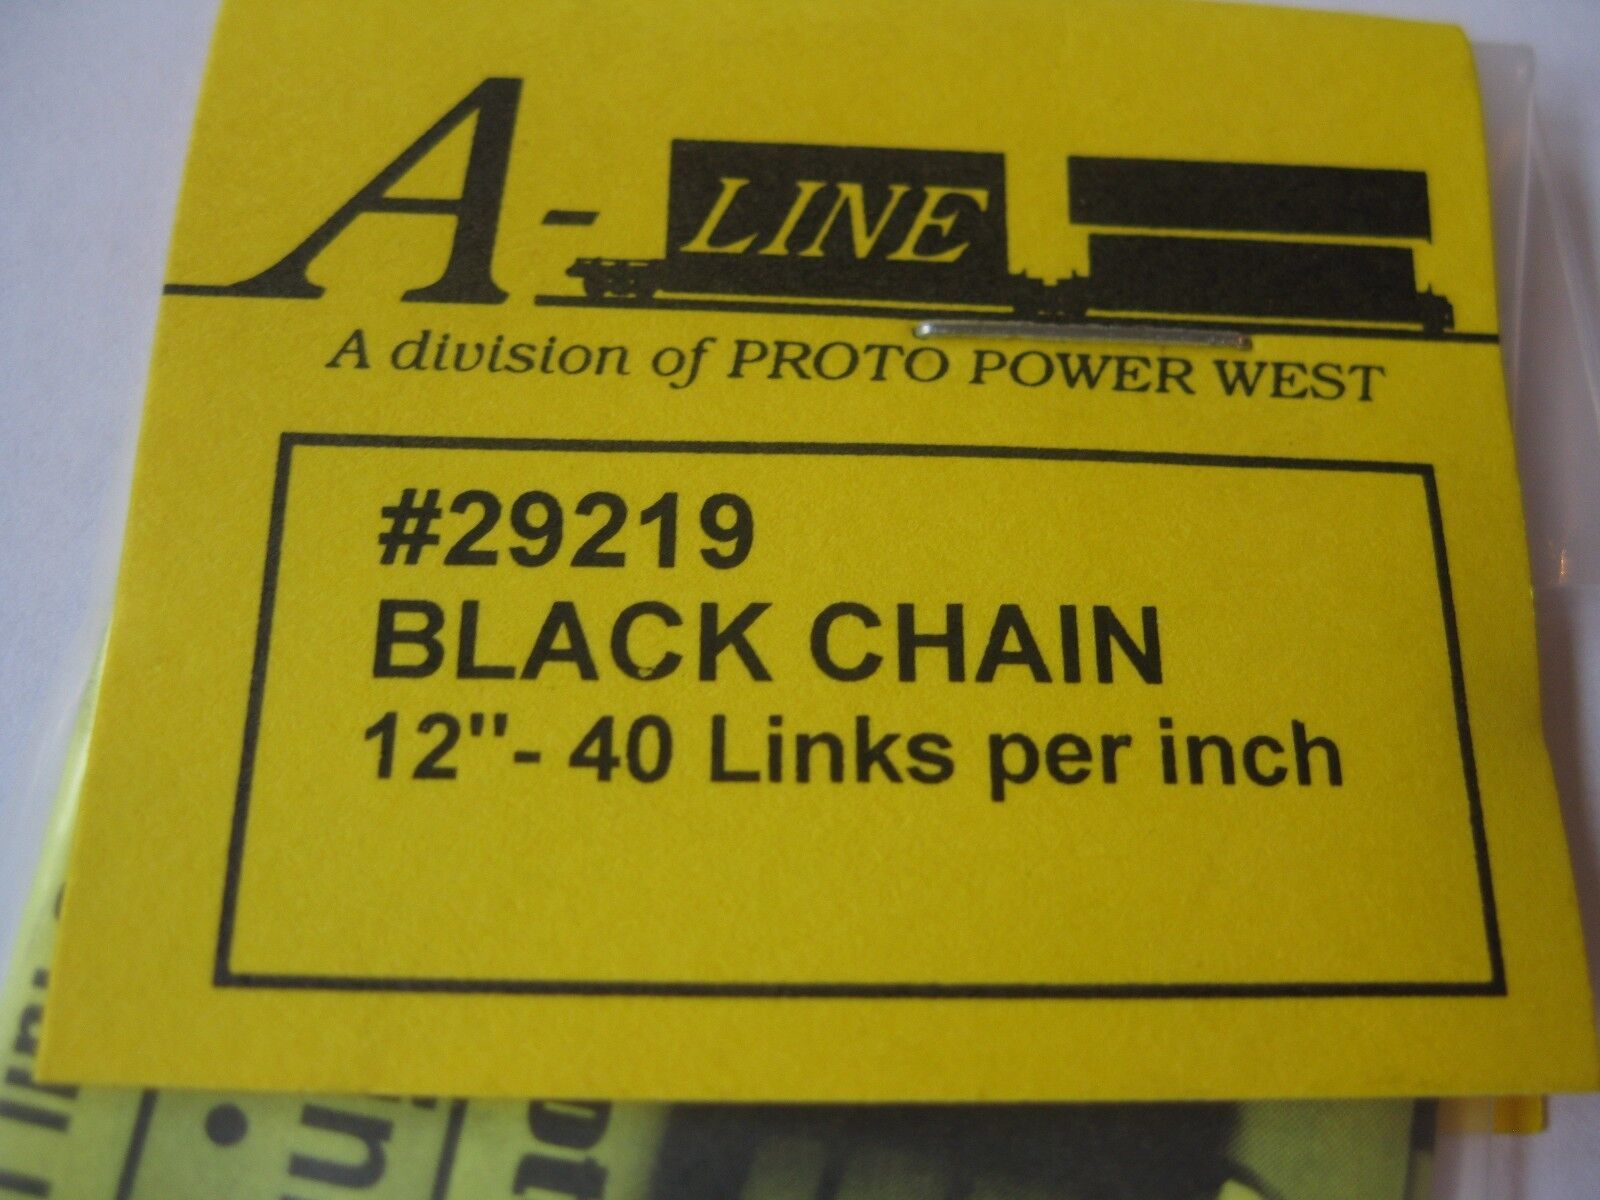 A-LINE
A division of PROTO POWER WEST
#29219
BLACK CHAIN
12"- 40 Links per inch